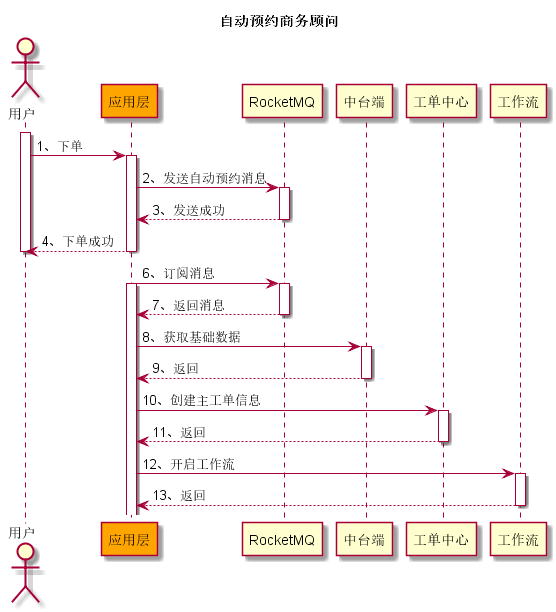 自动预约商务顾问
用户
应用层
RocketMQ
中台端
工单中心
工作流
1、下单
2、发送自动预约消息
3、发送成功
4、下单成功
6、订阅消息
7、返回消息
8、获取基础数据
9、返回
10、创建主工单信息
11、返回
12、开启工作流
13、返回
用户
应用层
RocketMQ
中台端
工单中心
工作流